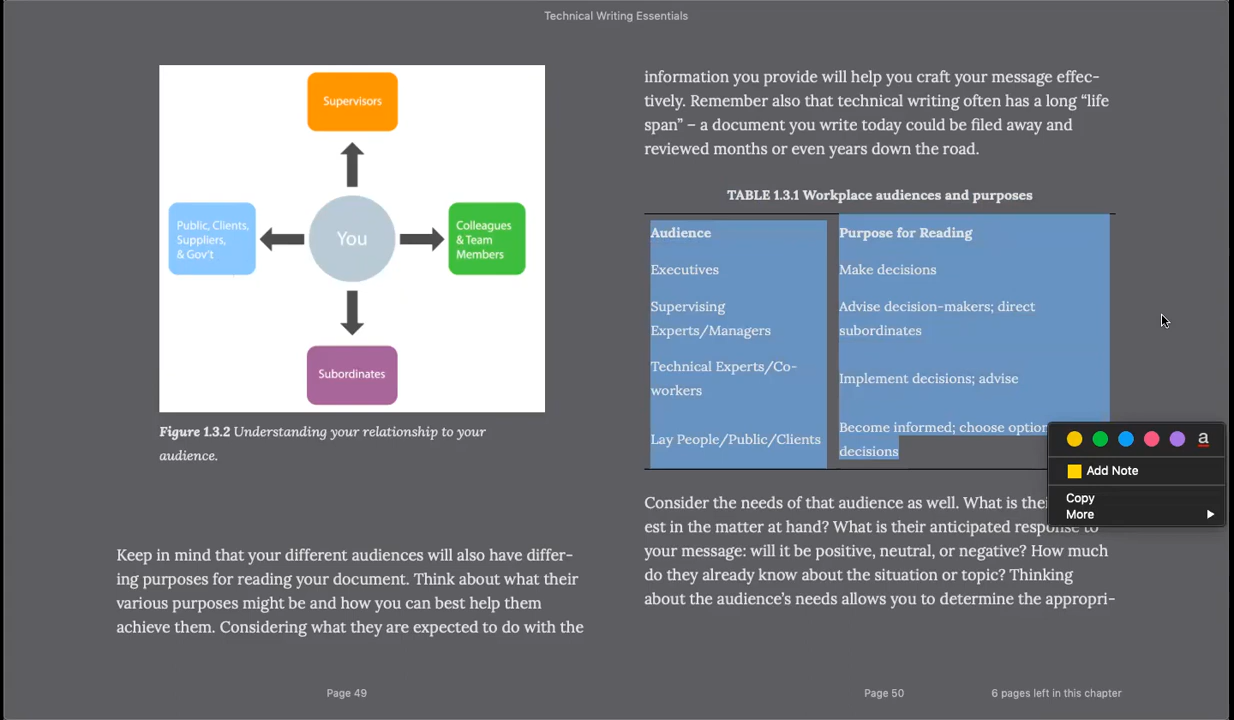 Technical Writing Essentials
Supervisors
Public, Clients,
Suppliers,
& Gov't
You
Colleagues
& Team
Members
Subordinates
Figure 1.3.2 Understanding your relationship to your
audience.
Keep in mind that your different audiences will also have differ-
ing purposes for reading your document. Think about what their
various purposes might be and how you can best help them
achieve them. Considering what they are expected to do with the
Page 49
information you provide will help you craft your message effec-
tively. Remember also that technical writing often has a long “life
span” – a document you write today could be filed away and
reviewed months or even years down the road.
TABLE 1.3.1 Workplace audiences and purposes
Audience Purpose for Reading
Executives Make decisions
Supervising Advise decision-makers; direct
Experts/Managers subordinates
Technical Experts/Co-
workers Implement decisions; advise
Lay People/Public/Clients Become informed; choose
decisions
Consider the needs of that audience as well. What is
est in the matter at hand? What is their anticipated response to
your message: will it be positive, neutral, or negative? How much
do they already know about the situation or topic? Thinking
about the audience’s needs allows you to determine the appropri-
Page 50
6 pages left in this chapter
a
Add Note
Copy
More